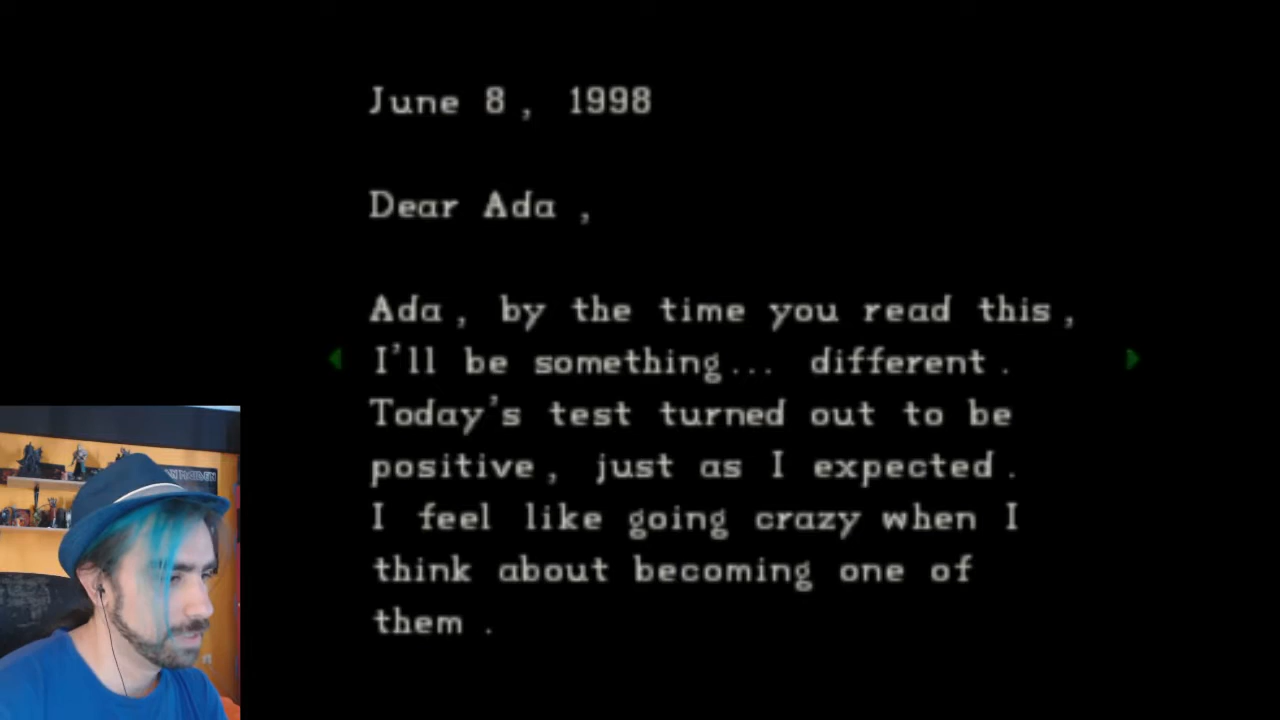 June 8, 1998
Dear Ada,
Ada, by the time you read this,
I'll be something... different.
Today's test turned out to be
positive, just as I expected.
I feel like going crazy when I
think about becoming one of
them.